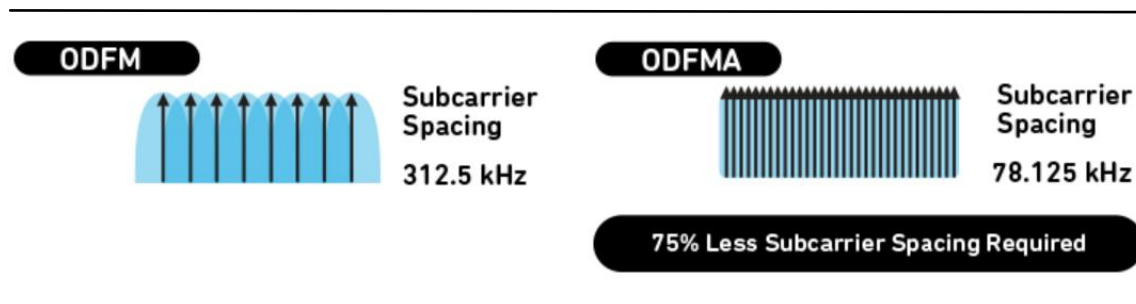 ODFM
Subcarrier
Spacing
312.5 kHz
ODFMA
Subcarrier
Spacing
78.125 kHz
75% Less Subcarrier Spacing Required